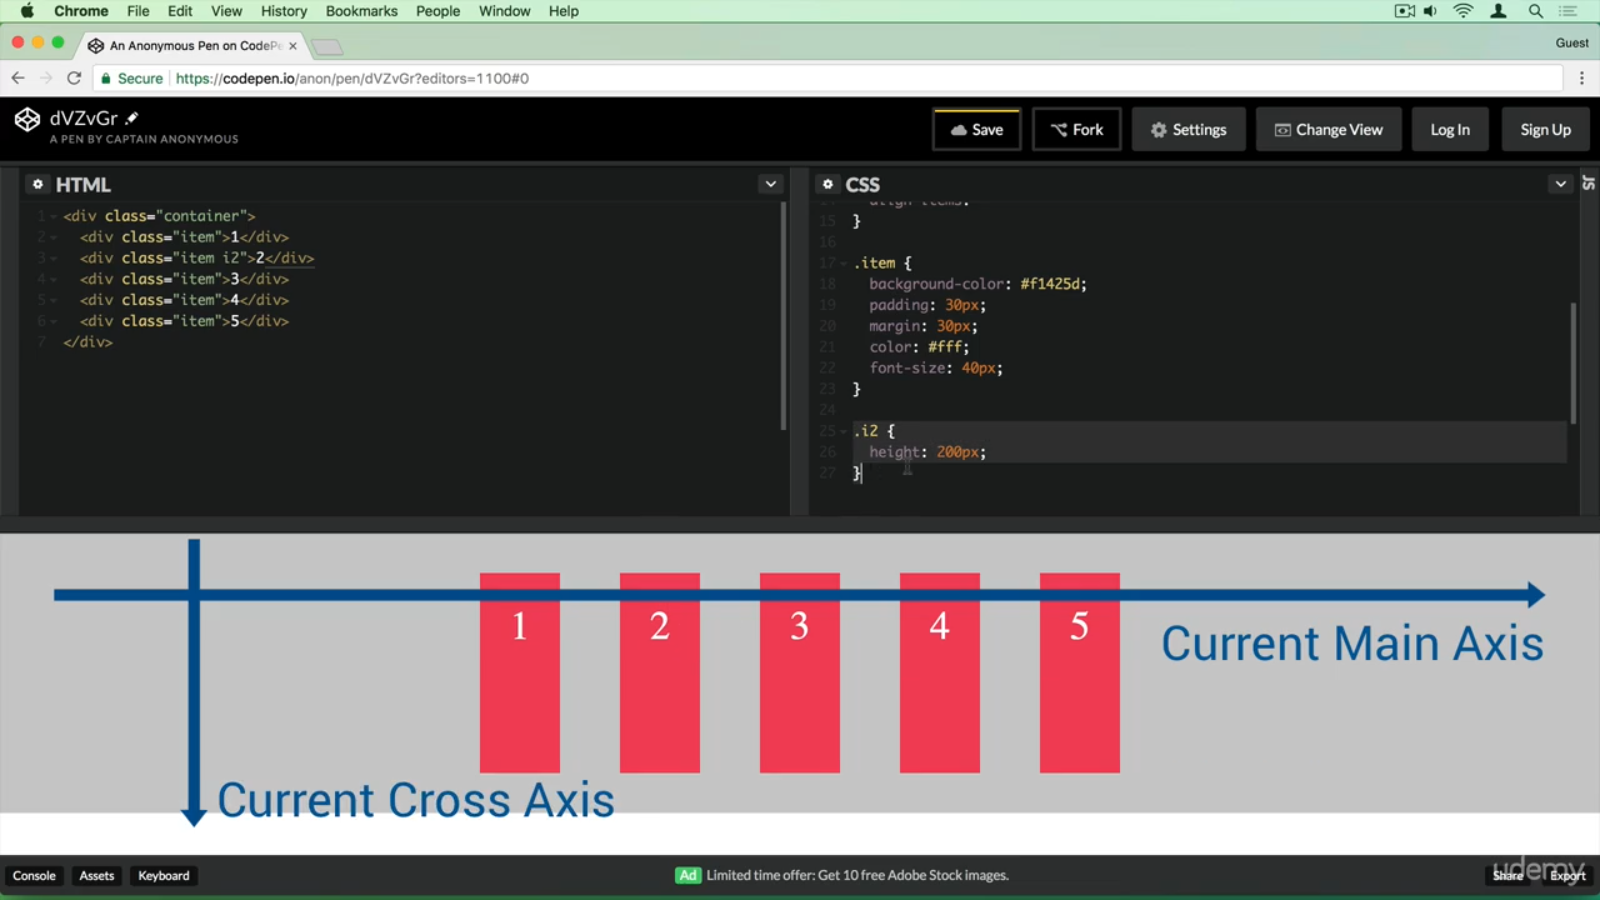 Chrome File Edit View History Bookmarks People Window Help
An Anonymous Pen on CodePe
Guest
Secure https://codepen.io/anon/pen/dVZvGr?editors=1100#0
dVZvGr
A PEN BY CAPTAIN ANONYMOUS
Save Fork Settings Change View Log In Sign Up
HTML
1 <div class="container">
2 <div class="item">1</div>
3 <div class="item i2">2</div>
4 <div class="item">3</div>
5 <div class="item">4</div>
6 <div class="item">5</div>
7 </div>
CSS
JS
14 align-items:
15 }
16
17 .item {
18 background-color: #f1425d;
19 padding: 30px;
20 margin: 30px;
21 color: #fff;
22 font-size: 40px;
23 }
24
25 .i2 {
26 height: 200px;
27 }
1 2 3 4 5
Current Main Axis
Current Cross Axis
Console Assets Keyboard
Ad Limited time offer: Get 10 free Adobe Stock images.
Share Export
udemy